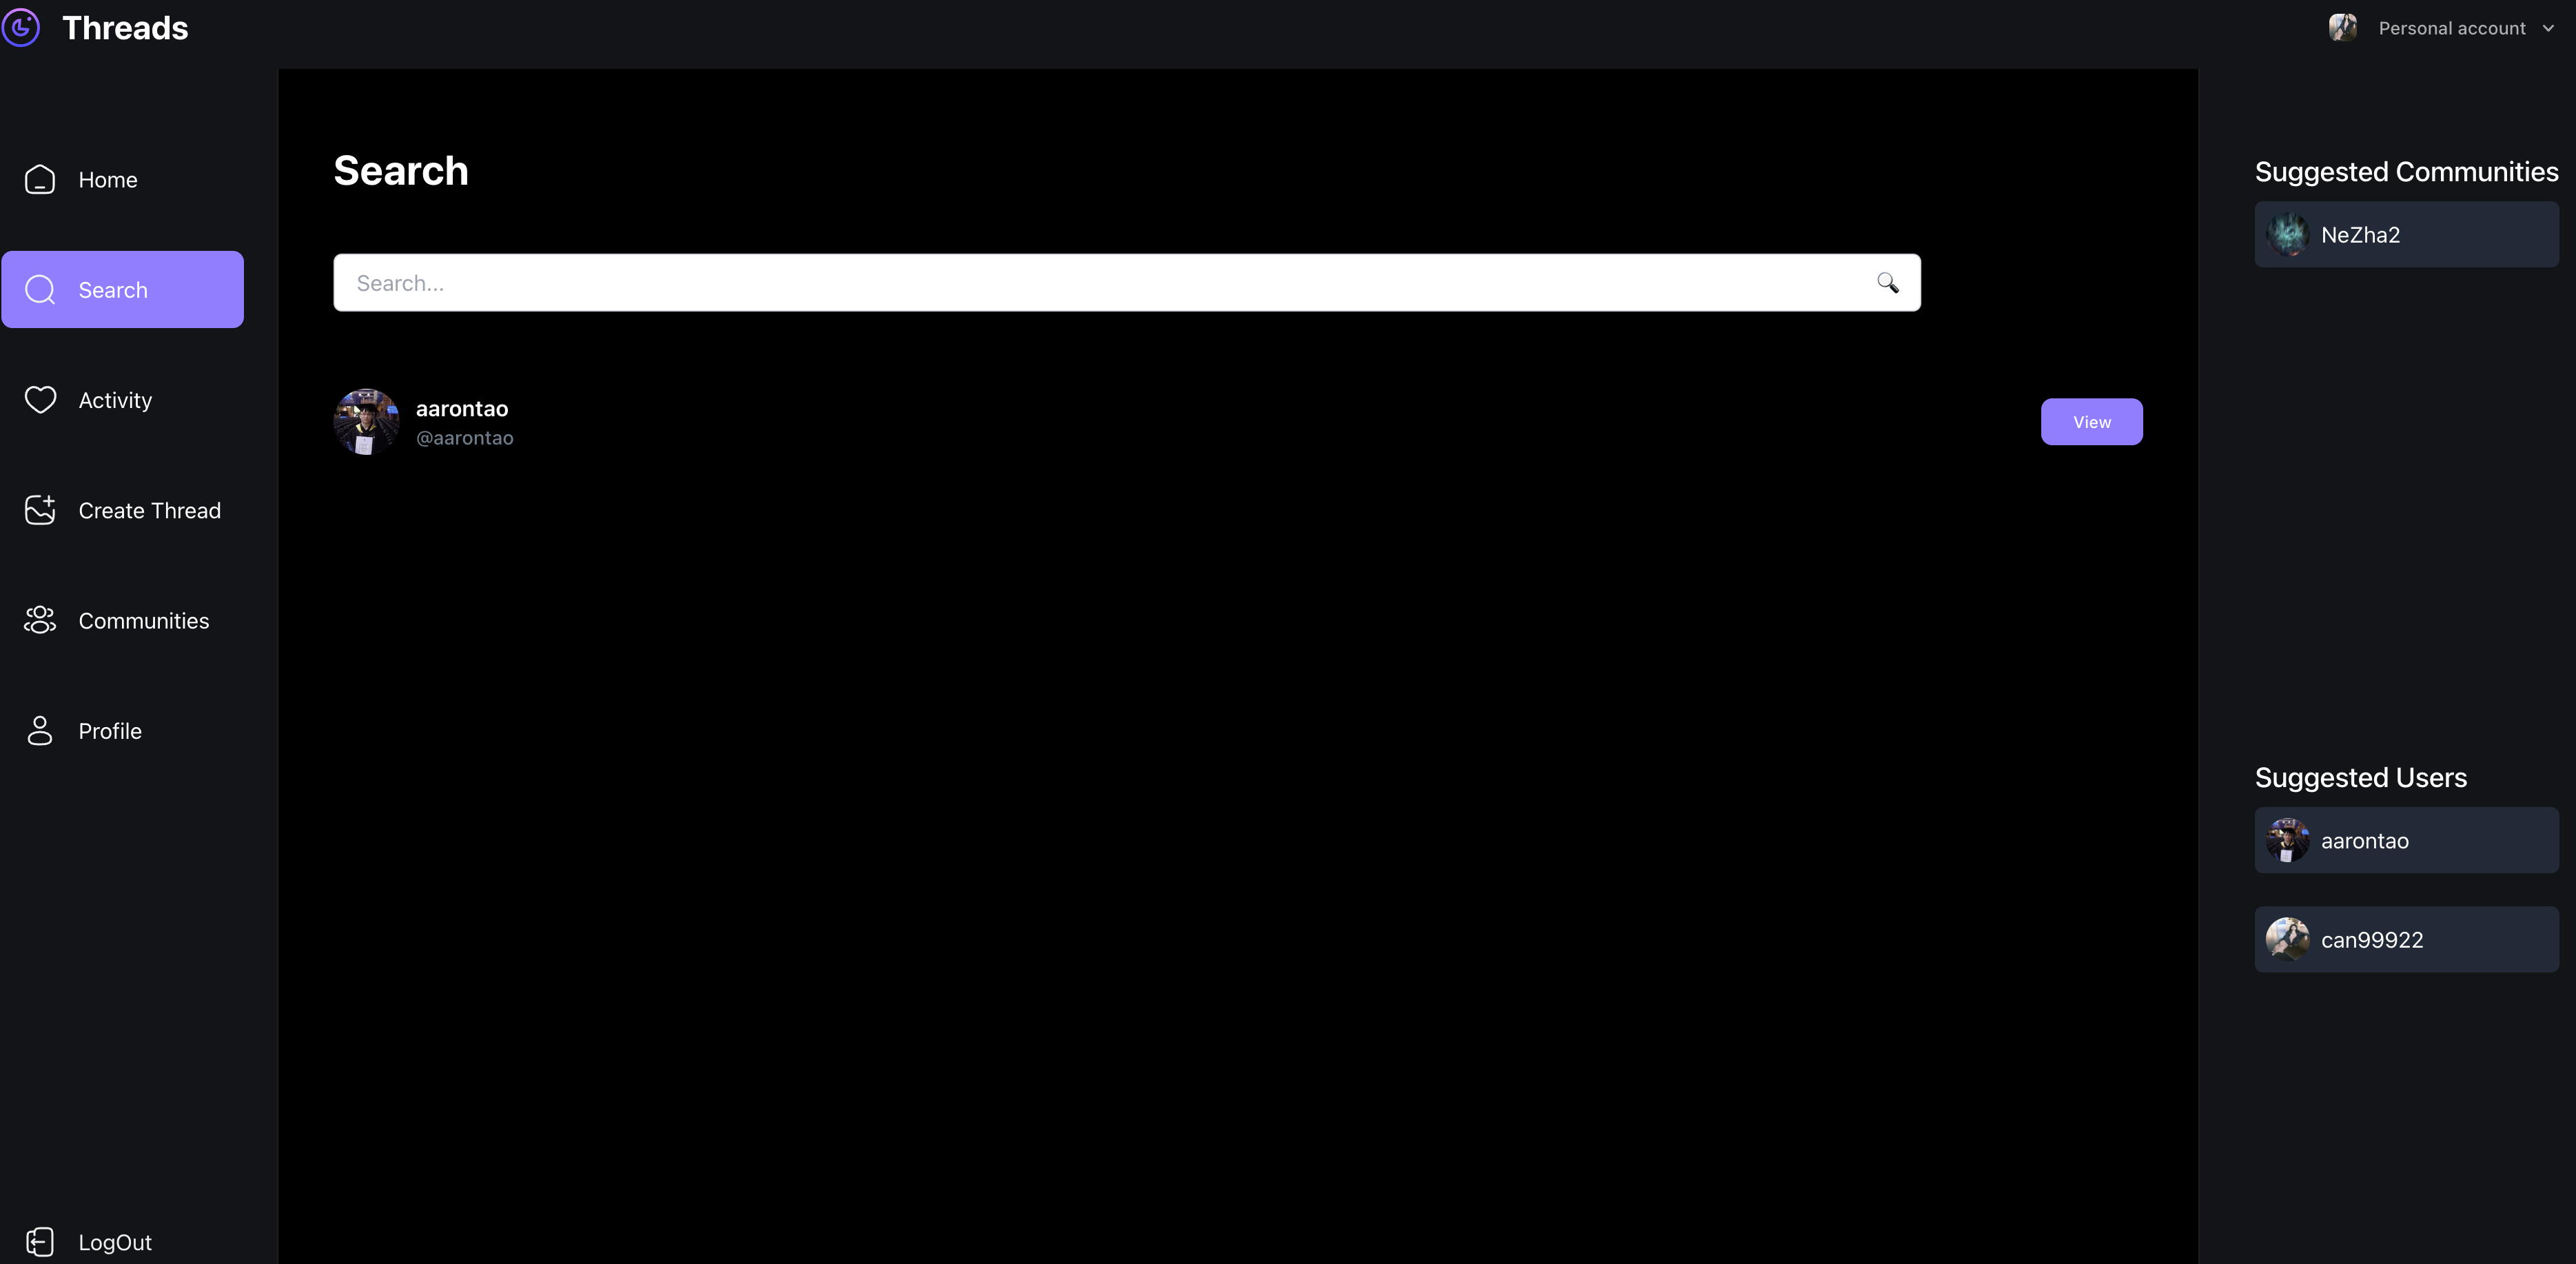 Threads
Personal account
Home
Search
Activity
Create Thread
Communities
Profile
LogOut
Search
Search...
aarontao
@aarontao
View
Suggested Communities
NeZha2
Suggested Users
aarontao
can99922